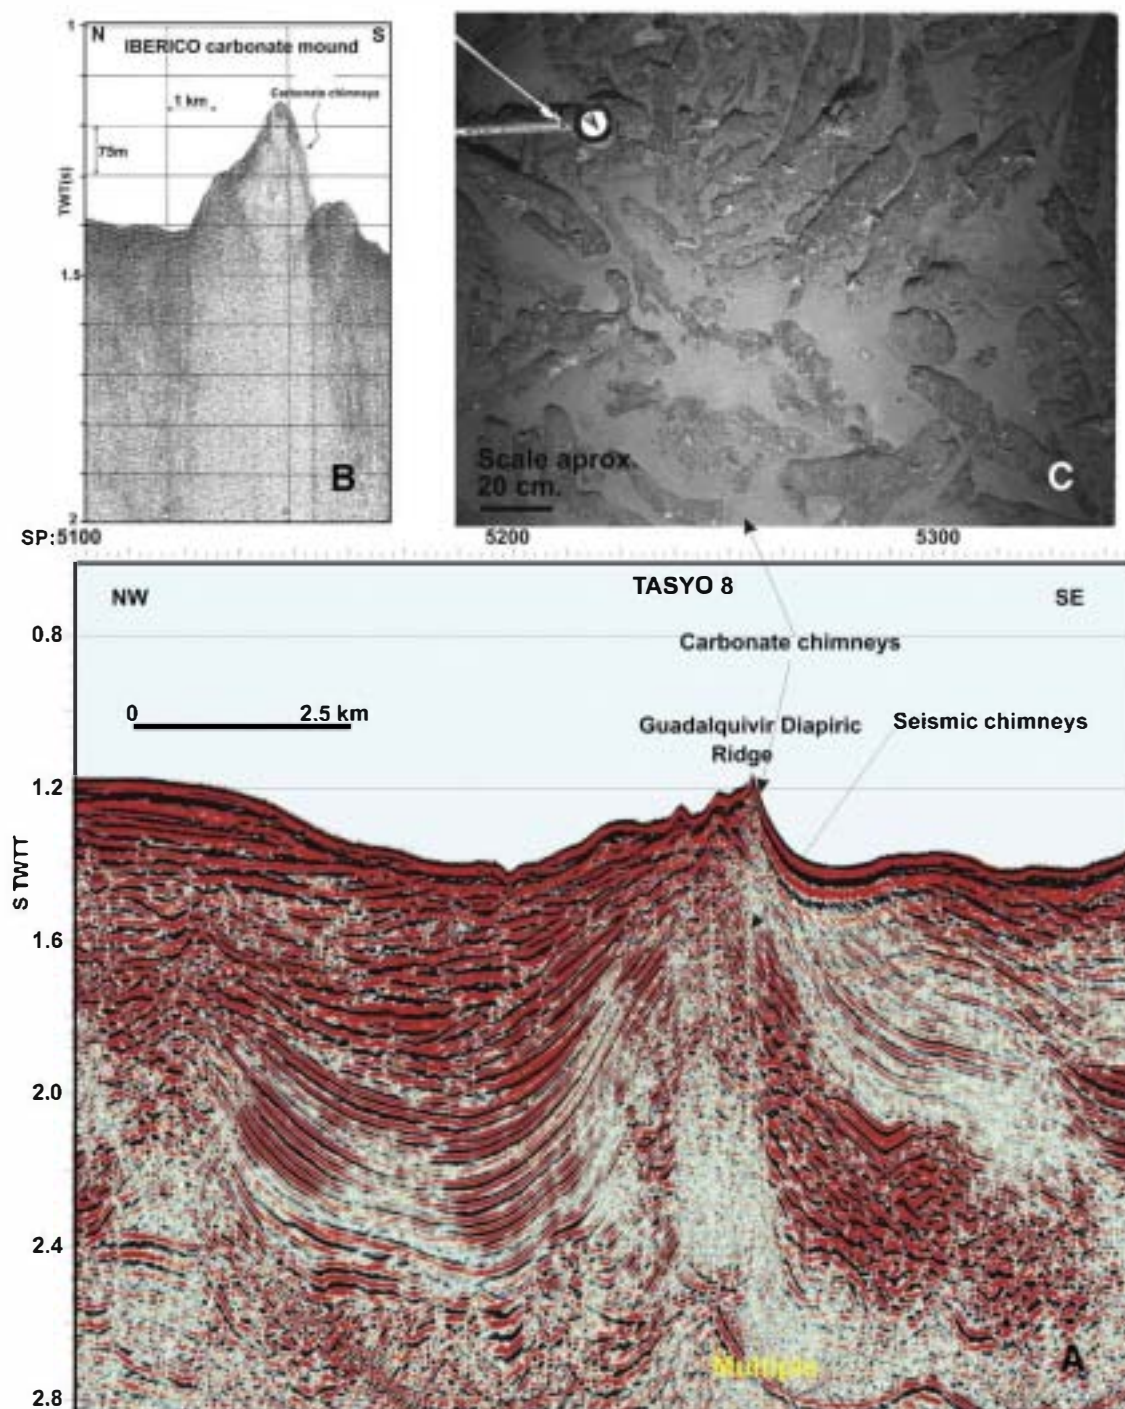 1
N
S
IBERICO carbonate mound
Carbonate chimneys
1 km
75m
TWT(s)
1.5
B
2
Scale aprox.
20 cm.
C
SP:5100
5200
5300
TASYO 8
NW
SE
0.8
Carbonate chimneys
0
2.5 km
Guadalquivir Diapiric
Ridge
Seismic chimneys
1.2
S TWTT
1.6
2.0
2.4
Multiple
A
2.8